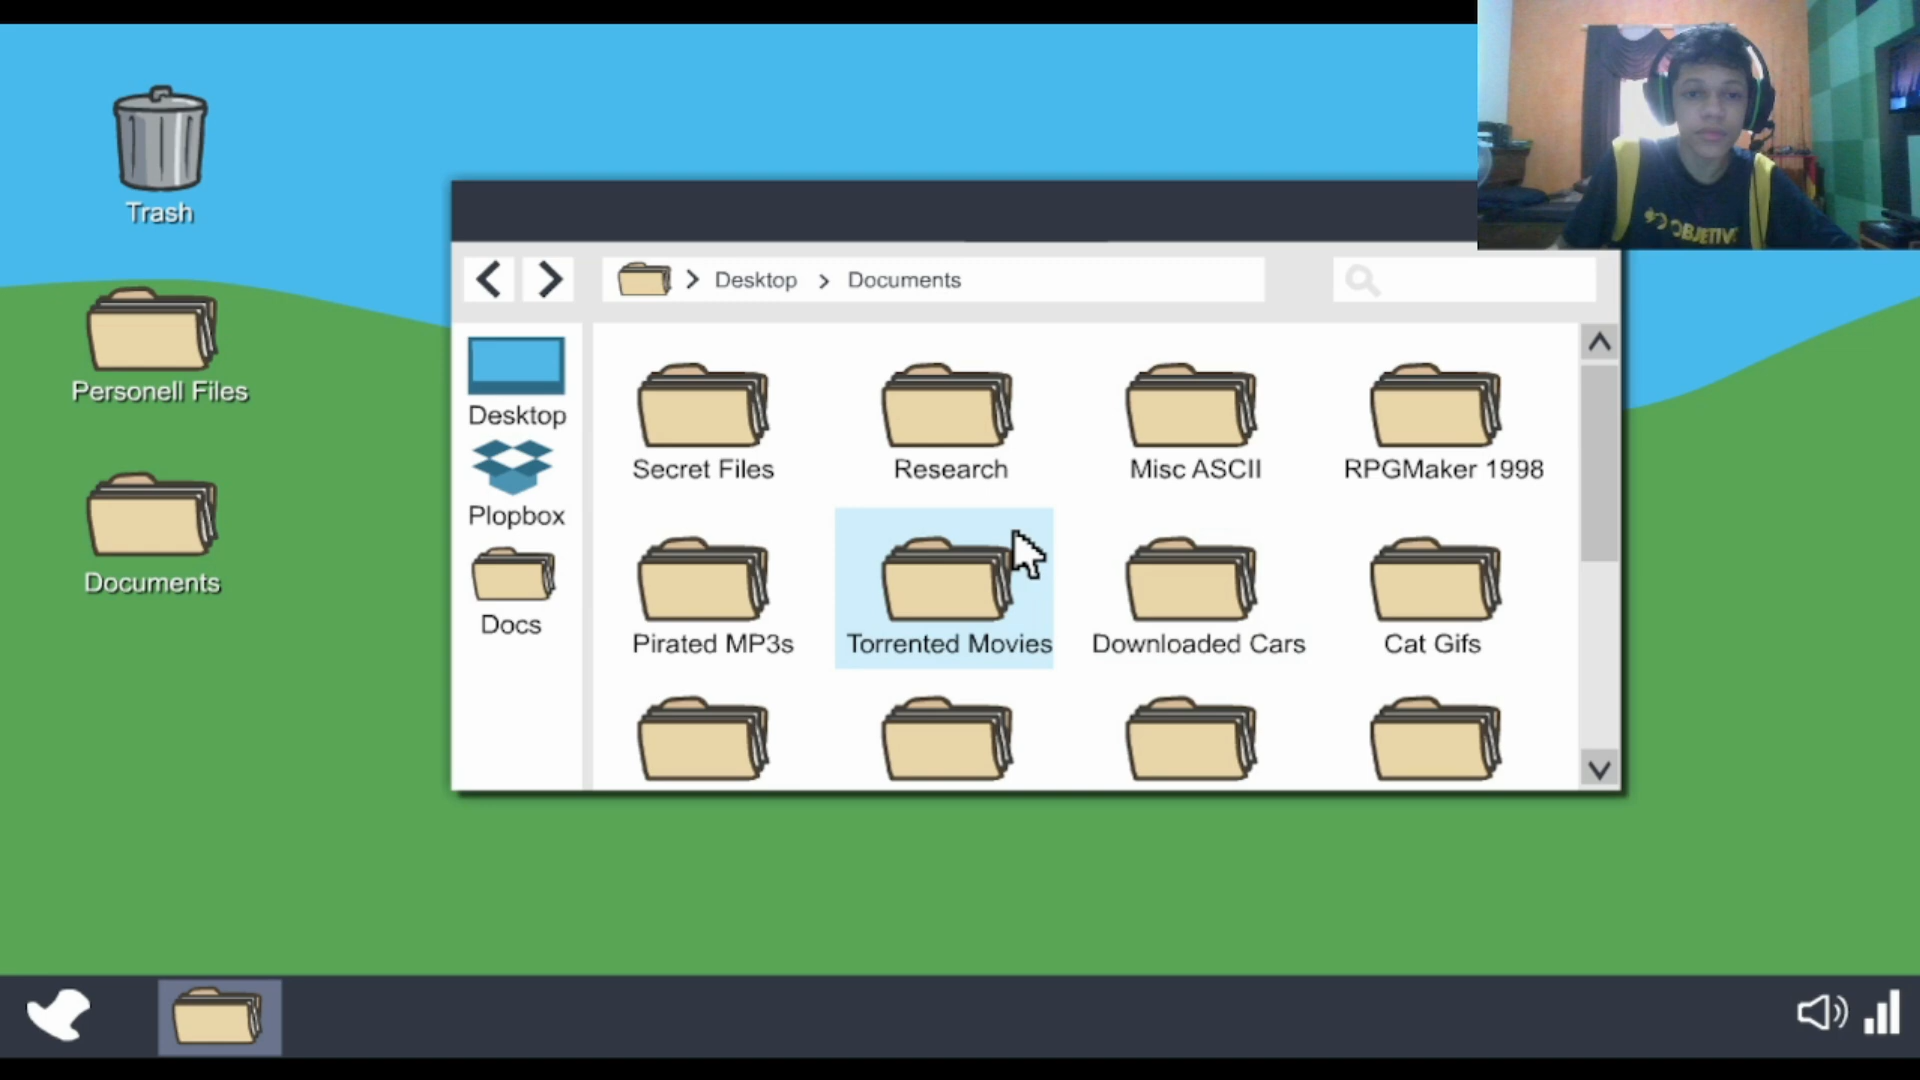 Trash
Personell Files
Documents
Desktop
Documents
Desktop
Plopbox
Docs
Secret Files
Research
Misc ASCII
RPGMaker 1998
Pirated MP3s
Torrented Movies
Downloaded Cars
Cat Gifs
OBJETIVO